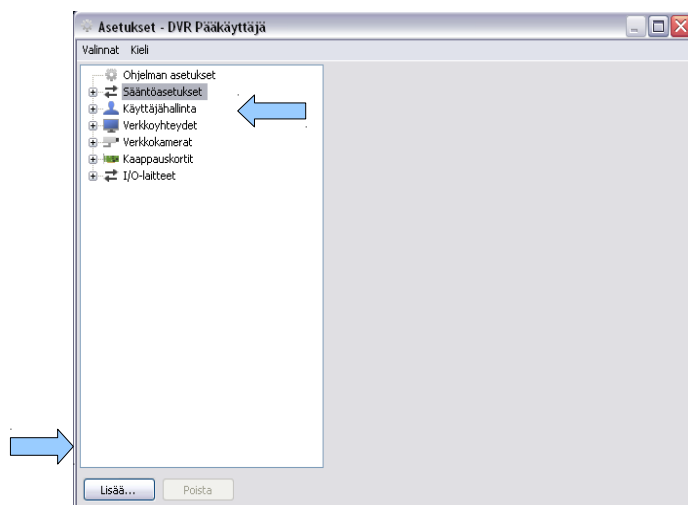 Asetukset - DVR Pääkäyttäjä
Valinnat Kieli
Ohjelman asetukset
Sääntöasetukset
Käyttäjähallinta
Verkkoyhteydet
Verkkokamerat
Kaappauskortit
I/O-laitteet
Lisää... Poista